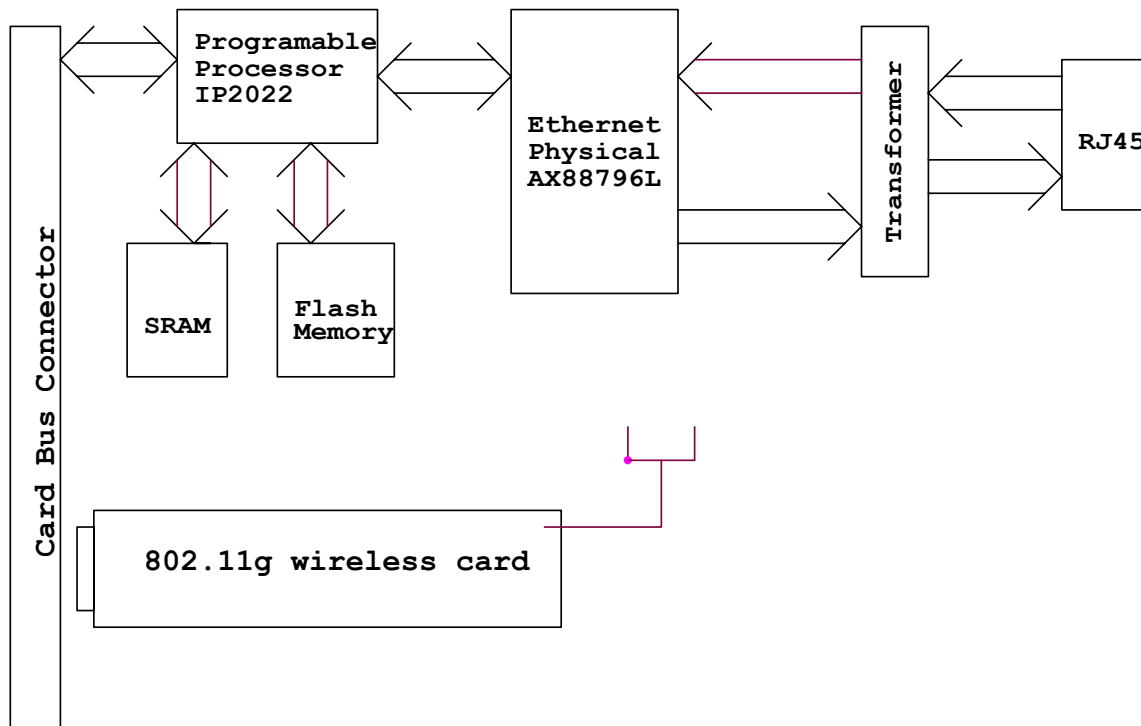 Programable
Processor
IP2022
Ethernet
Physical
AX88796L
Transformer
RJ45
SRAM
Flash
Memory
Card Bus Connector
802.11g wireless card